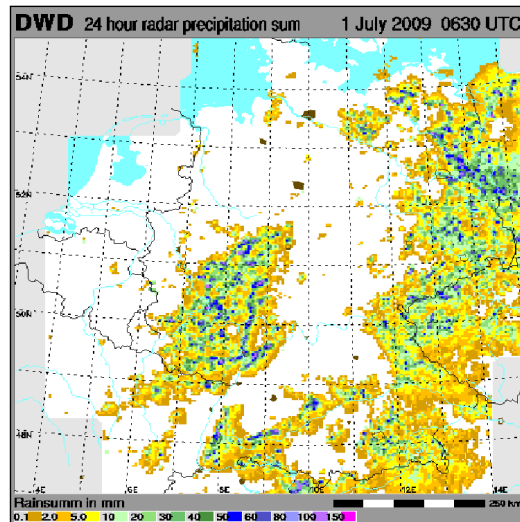 DWD 24 hour radar precipitation sum 1 July 2009 0630 UTC
54N
52N
50N
48N
4E 6E 8E 10E 12E 14E
Rainsumm in mm 250 km
0.1 2.0 5.0 10 20 30 40 50 60 80 100 150